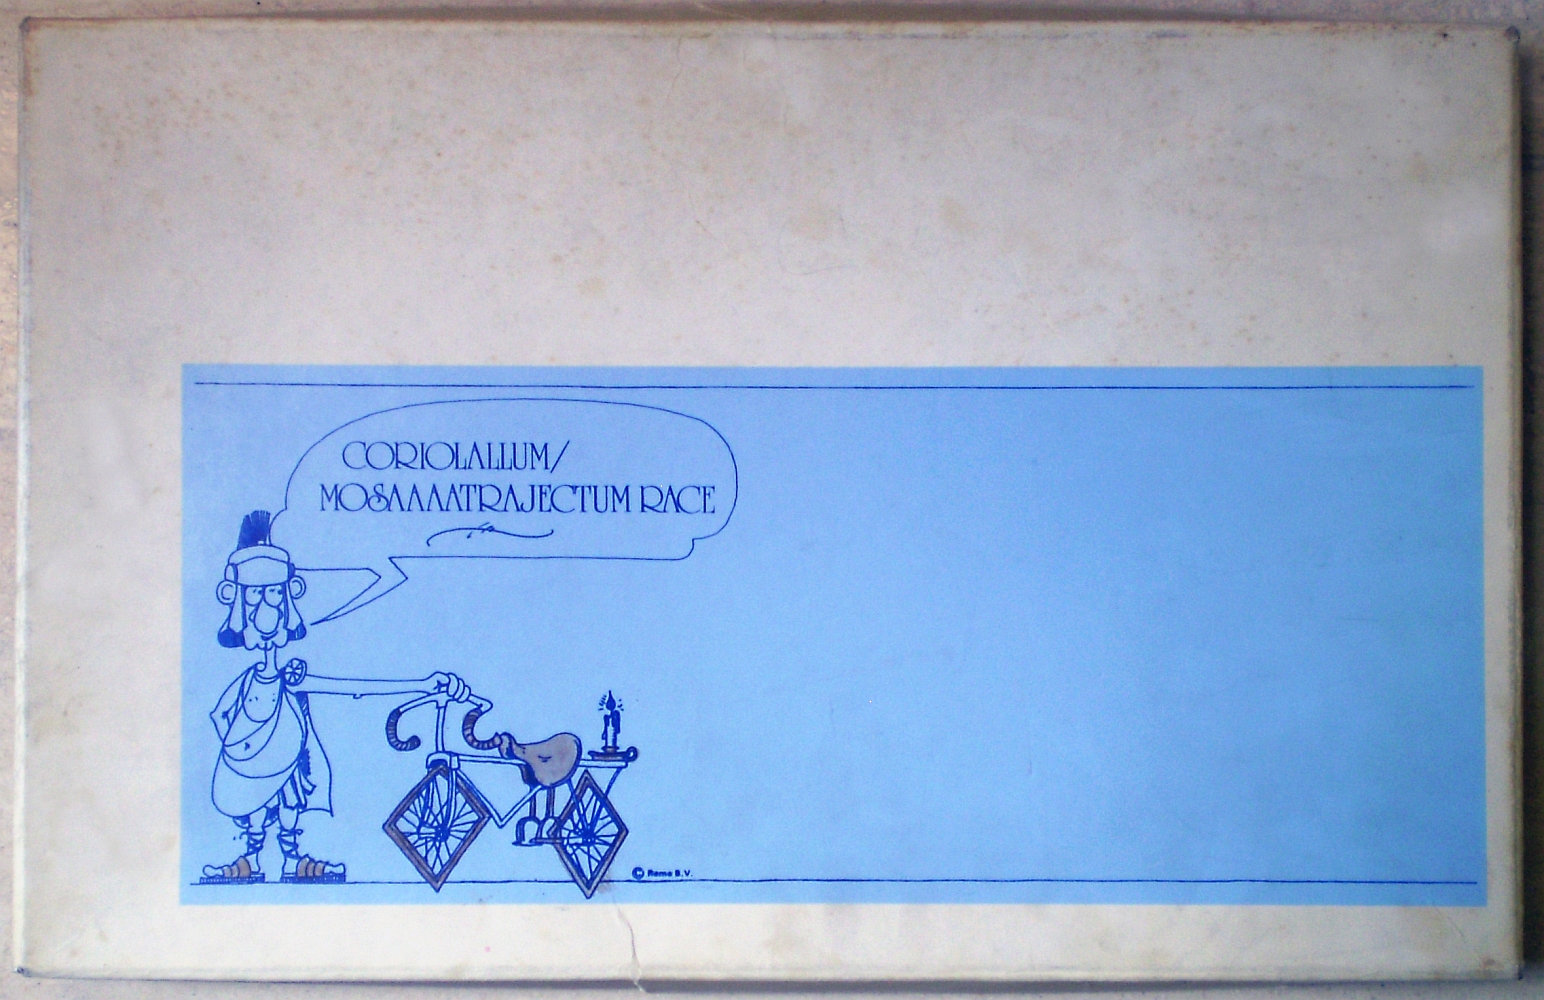 CORIOLALLUM/
MOSAAAATRAJECTUM RACE
© Remo B.V.